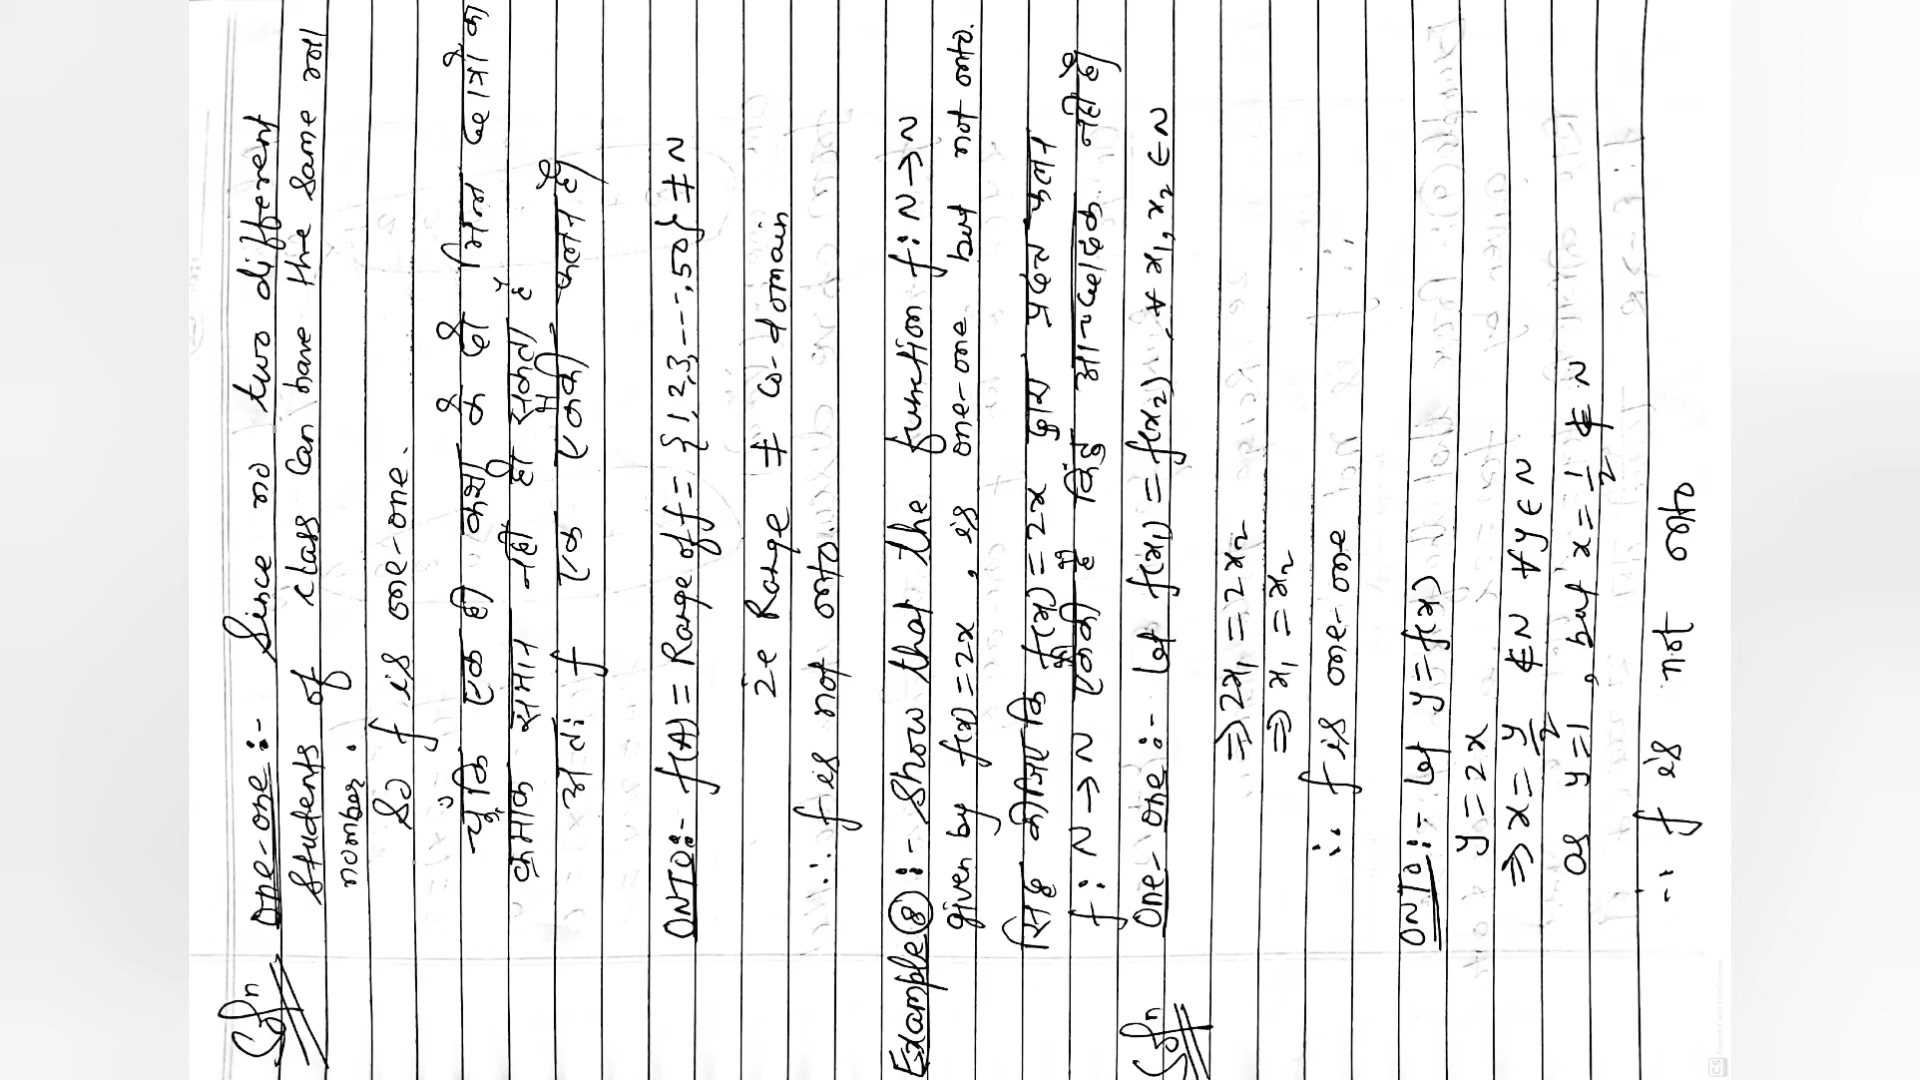 Solⁿ One-one :- Since no two different
Students of class Can have the same roll
number.
So f is one-one.
चूँकि एक ही कक्षा के दो भिन्न विद्यार्थी के
क्रमांक समान नहीं हो सकता हैं
अतः f एक एकैकी फलन है।
ONTO:- f(A) = Range of f = {1,2,3,---,50} ≠ N
ie Range ≠ co-domain
∴ f is not onto.
Example ⑧ :- Show that the function f: N→N
given by f(x)=2x, is one-one but not onto.
सिद्ध कीजिए कि f(x)=2x द्वारा प्रदत्त फलन
f: N→N एकैकी है किंतु आच्छादक नहीं है।
Solⁿ One-one:- Let f(x₁) = f(x₂), ∀ x₁, x₂ ∈ N
⇒ 2x₁ = 2x₂
⇒ x₁ = x₂
∴ f is one-one
ONTO:- Let y = f(x)
y = 2x
⇒ x = y/2 ∉ N ∀ y ∈ N
as y=1, but x = 1/2 ∉ N
∴ f is not onto